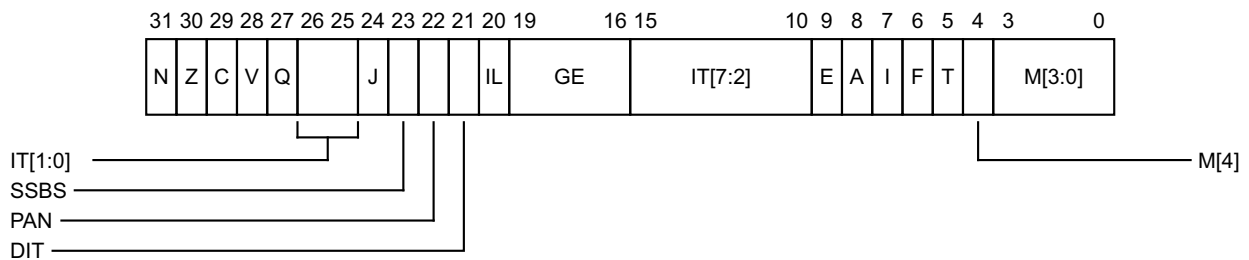 31 30 29 28 27 26 25 24 23 22 21 20 19 16 15 10 9 8 7 6 5 4 3 0
N Z C V Q J IL GE IT[7:2] E A I F T M[3:0]
IT[1:0] M[4]
SSBS
PAN
DIT